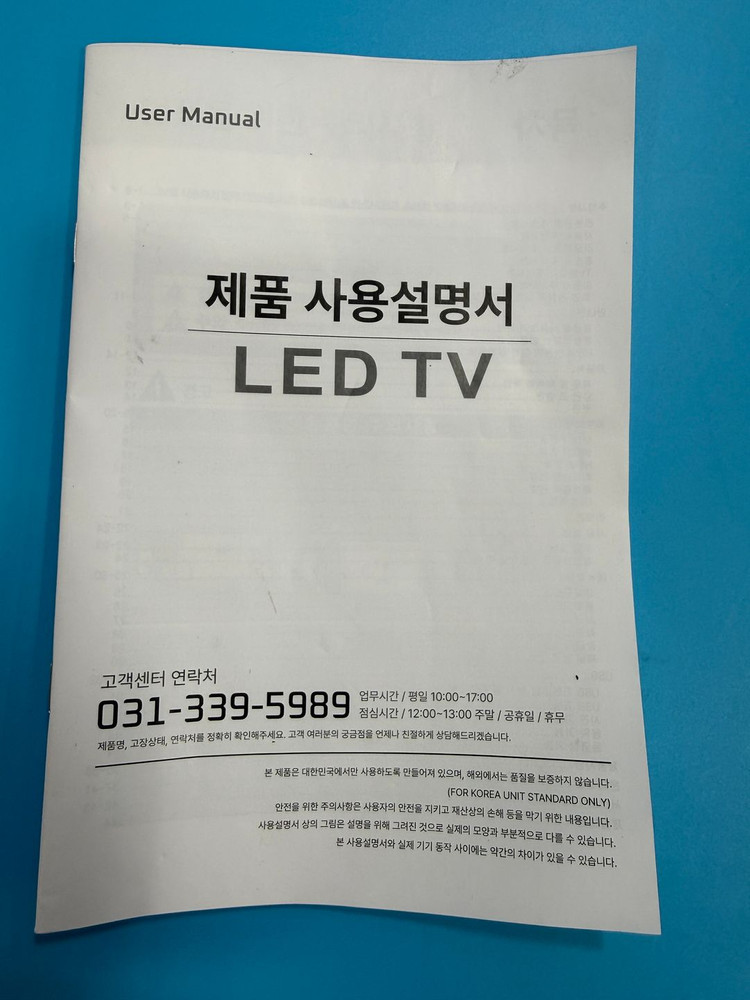 User Manual
제품 사용설명서
LED TV
고객센터 연락처
031-339-5989
업무시간 / 평일 10:00~17:00
점심시간 / 12:00~13:00 주말 / 공휴일 / 휴무
제품명, 고장상태, 연락처를 정확히 확인해주세요. 고객 여러분의 궁금점을 언제나 친절하게 상담해드리겠습니다.
본 제품은 대한민국에서만 사용하도록 만들어져 있으며, 해외에서는 품질을 보증하지 않습니다.
(FOR KOREA UNIT STANDARD ONLY)
안전을 위한 주의사항은 사용자의 안전을 지키고 재산상의 손해 등을 막기 위한 내용입니다.
사용설명서 상의 그림은 설명을 위해 그려진 것으로 실제의 모양과 부분적으로 다를 수 있습니다.
본 사용설명서와 실제 기기 동작 사이에는 약간의 차이가 있을 수 있습니다.